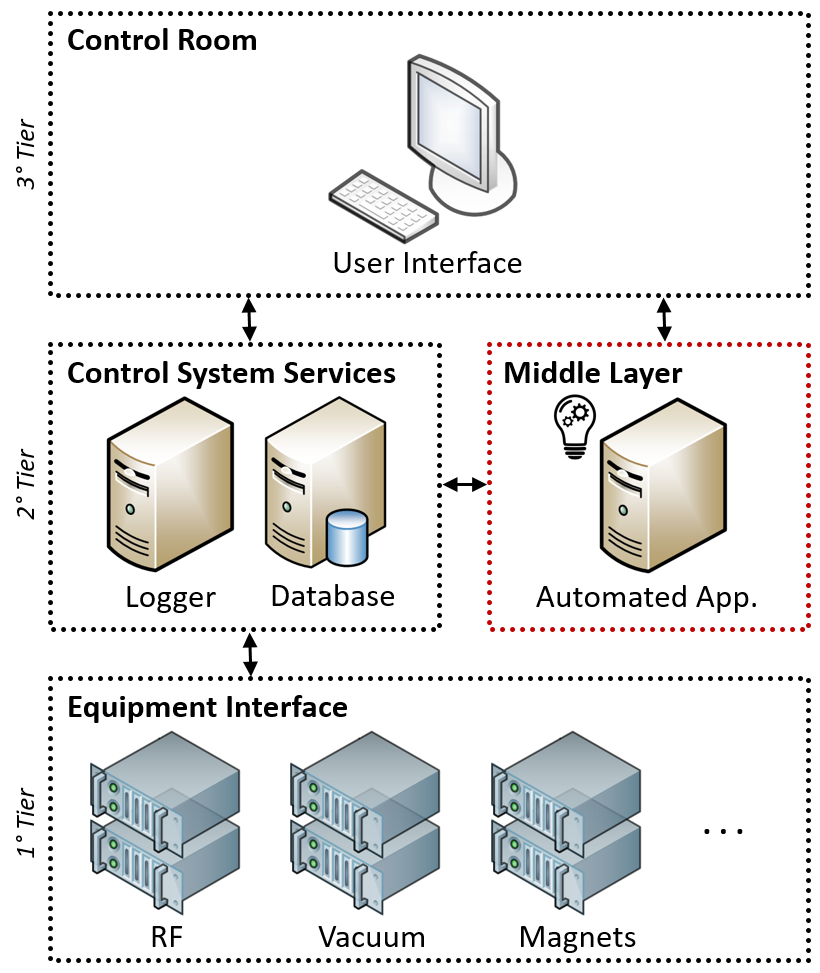 Control Room
3° Tier
User Interface
Control System Services
Middle Layer
2° Tier
Logger
Database
Automated App.
Equipment Interface
1° Tier
. . .
RF
Vacuum
Magnets